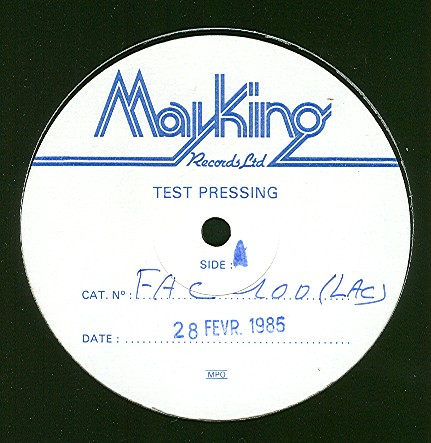 Mayking
Records Ltd
TEST PRESSING
SIDE : A
CAT. Nº : FAC 100 (LAC)
DATE : 28 FEVR. 1985
MPO